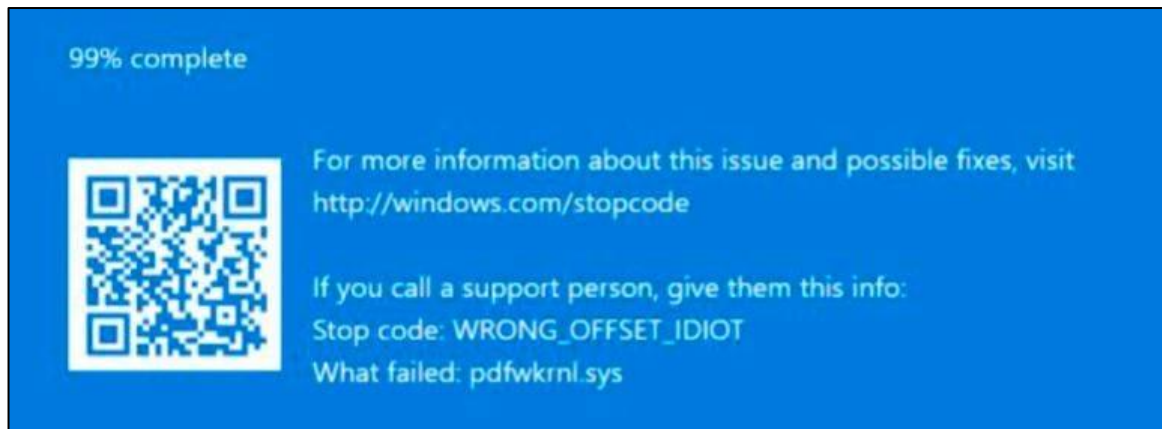 99% complete
For more information about this issue and possible fixes, visit
http://windows.com/stopcode
If you call a support person, give them this info:
Stop code: WRONG_OFFSET_IDIOT
What failed: pdfwkrnl.sys